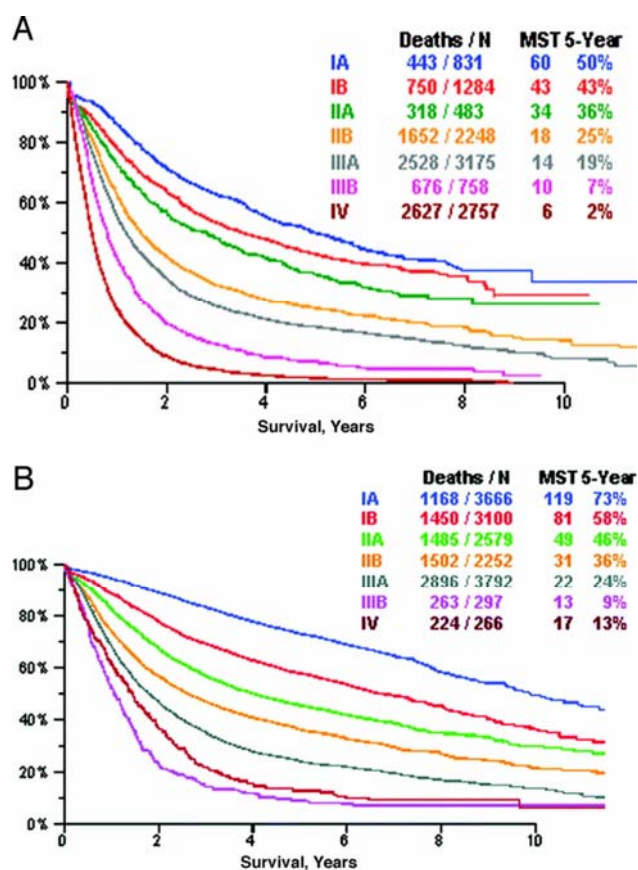 A
Deaths / N MST 5-Year
IA 443 / 831 60 50%
IB 750 / 1284 43 43%
IIA 318 / 483 34 36%
IIB 1652 / 2248 18 25%
IIIA 2528 / 3175 14 19%
IIIB 676 / 758 10 7%
IV 2627 / 2757 6 2%
100%
80%
60%
40%
20%
0%
0 2 4 6 8 10
Survival, Years
B
Deaths / N MST 5-Year
IA 1168 / 3666 119 73%
IB 1450 / 3100 81 58%
IIA 1485 / 2579 49 46%
IIB 1502 / 2252 31 36%
IIIA 2896 / 3792 22 24%
IIIB 263 / 297 13 9%
IV 224 / 266 17 13%
100%
80%
60%
40%
20%
0%
0 2 4 6 8 10
Survival, Years